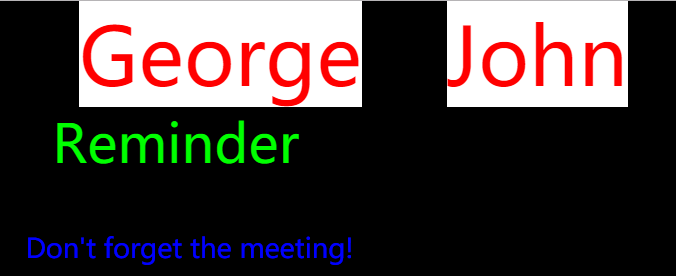 George John
Reminder
Don't forget the meeting!